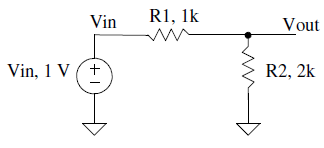 Vin
R1, 1k
Vout
Vin, 1 V
+
-
R2, 2k